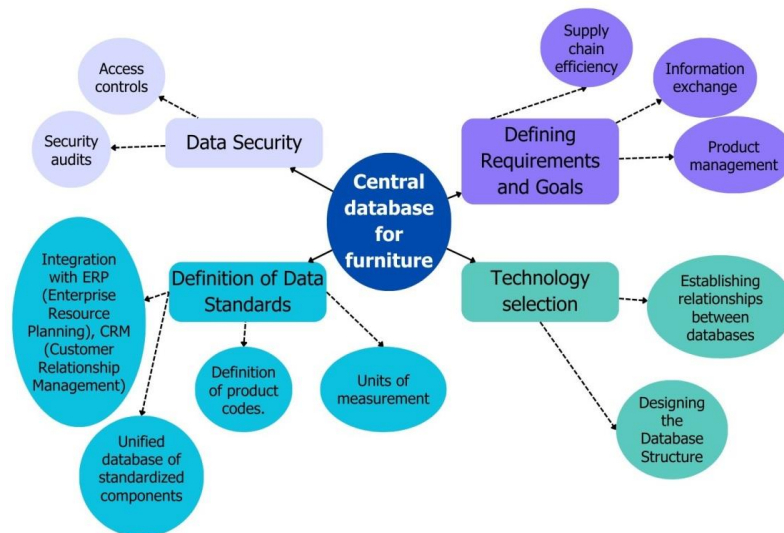 Supply
chain
efficiency
Access
controls
Information
exchange
Security
audits
Data Security
Defining
Requirements
and Goals
Product
management
Central
database
for
furniture
Integration
with ERP
(Enterprise
Resource
Planning), CRM
(Customer
Relationship
Management)
Definition of Data
Standards
Technology
selection
Establishing
relationships
between
databases
Definition
of product
codes.
Units of
measurement
Designing
the
Database
Structure
Unified
database of
standardized
components